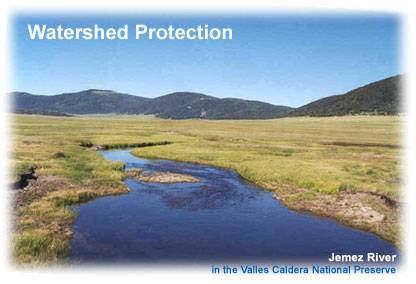 Watershed Protection
Jemez River
in the Valles Caldera National Preserve